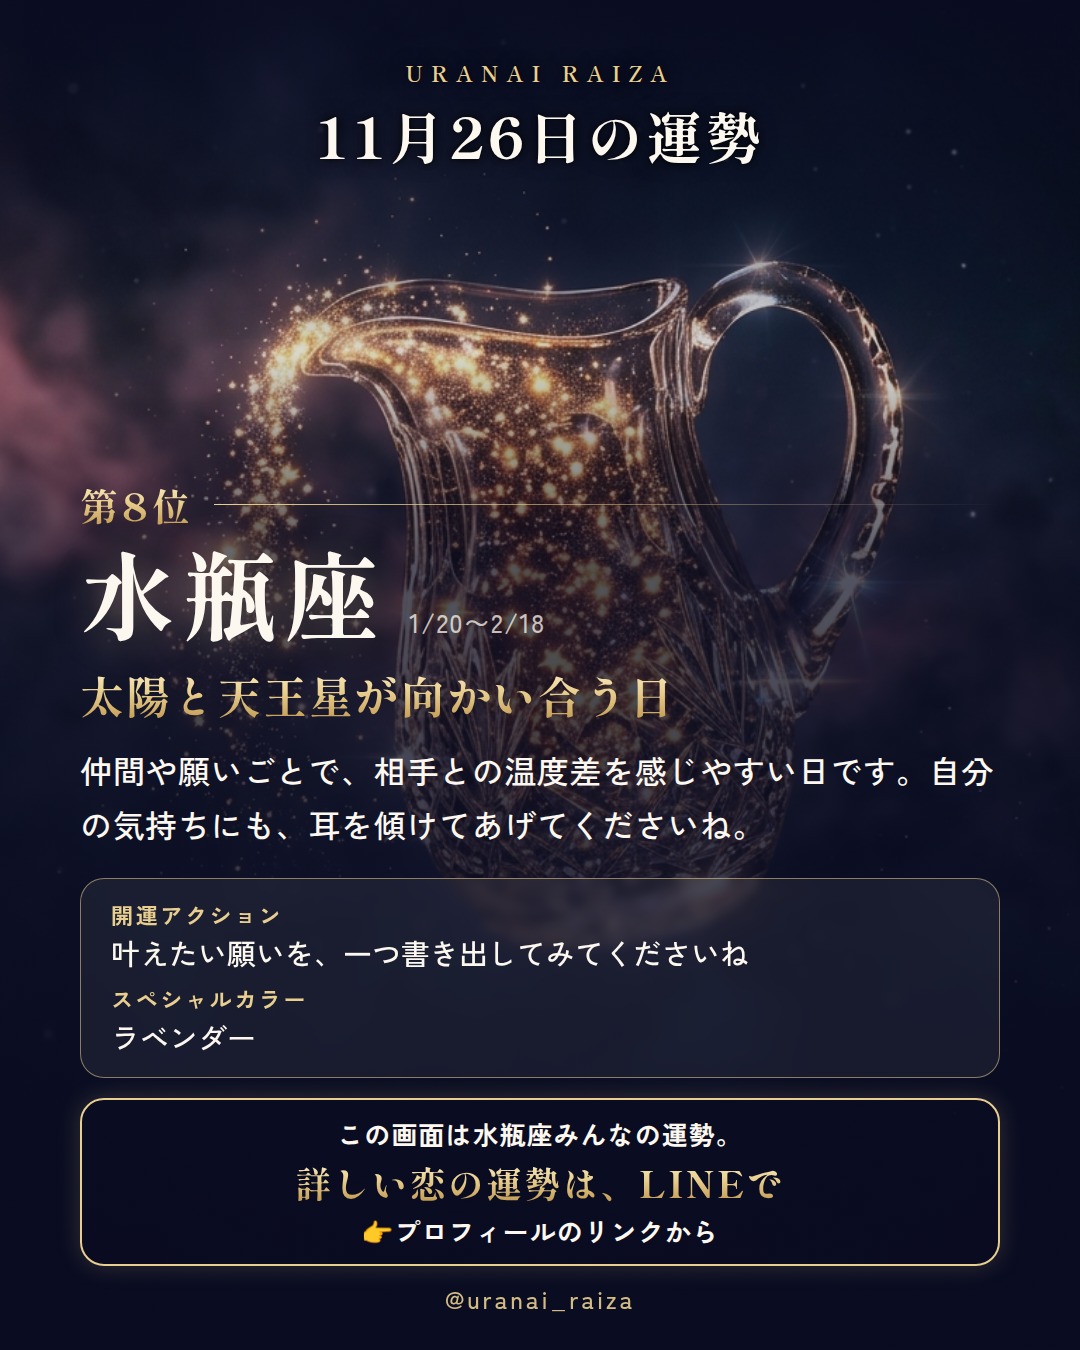 URANAI RAIZA
11月26日の運勢
第8位
水瓶座 1/20〜2/18
太陽と天王星が向かい合う日
仲間や願いごとで、相手との温度差を感じやすい日です。自分
の気持ちにも、耳を傾けてあげてくださいね。
開運アクション
叶えたい願いを、一つ書き出してみてくださいね
スペシャルカラー
ラベンダー
この画面は水瓶座みんなの運勢。
詳しい恋の運勢は、LINEで
👉プロフィールのリンクから
@uranai_raiza